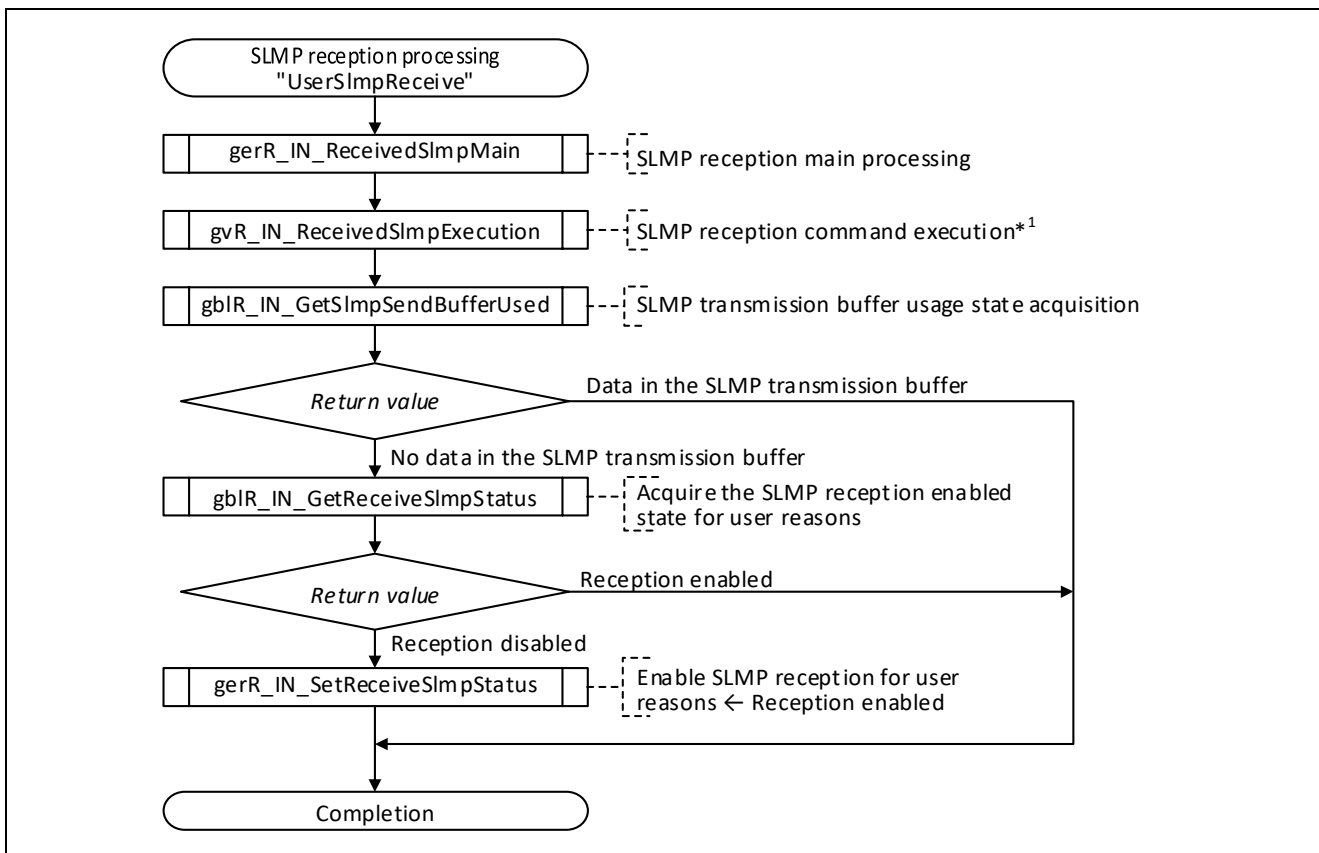 SLMP reception processing
"UserSlmpReceive"
gerR_IN_ReceivedSlmpMain
SLMP reception main processing
gvR_IN_ReceivedSlmpExecution
SLMP reception command execution*1
gblR_IN_GetSlmpSendBufferUsed
SLMP transmission buffer usage state acquisition
Data in the SLMP transmission buffer
Return value
No data in the SLMP transmission buffer
gblR_IN_GetReceiveSlmpStatus
Acquire the SLMP reception enabled
state for user reasons
Reception enabled
Return value
Reception disabled
gerR_IN_SetReceiveSlmpStatus
Enable SLMP reception for user
reasons ← Reception enabled
Completion